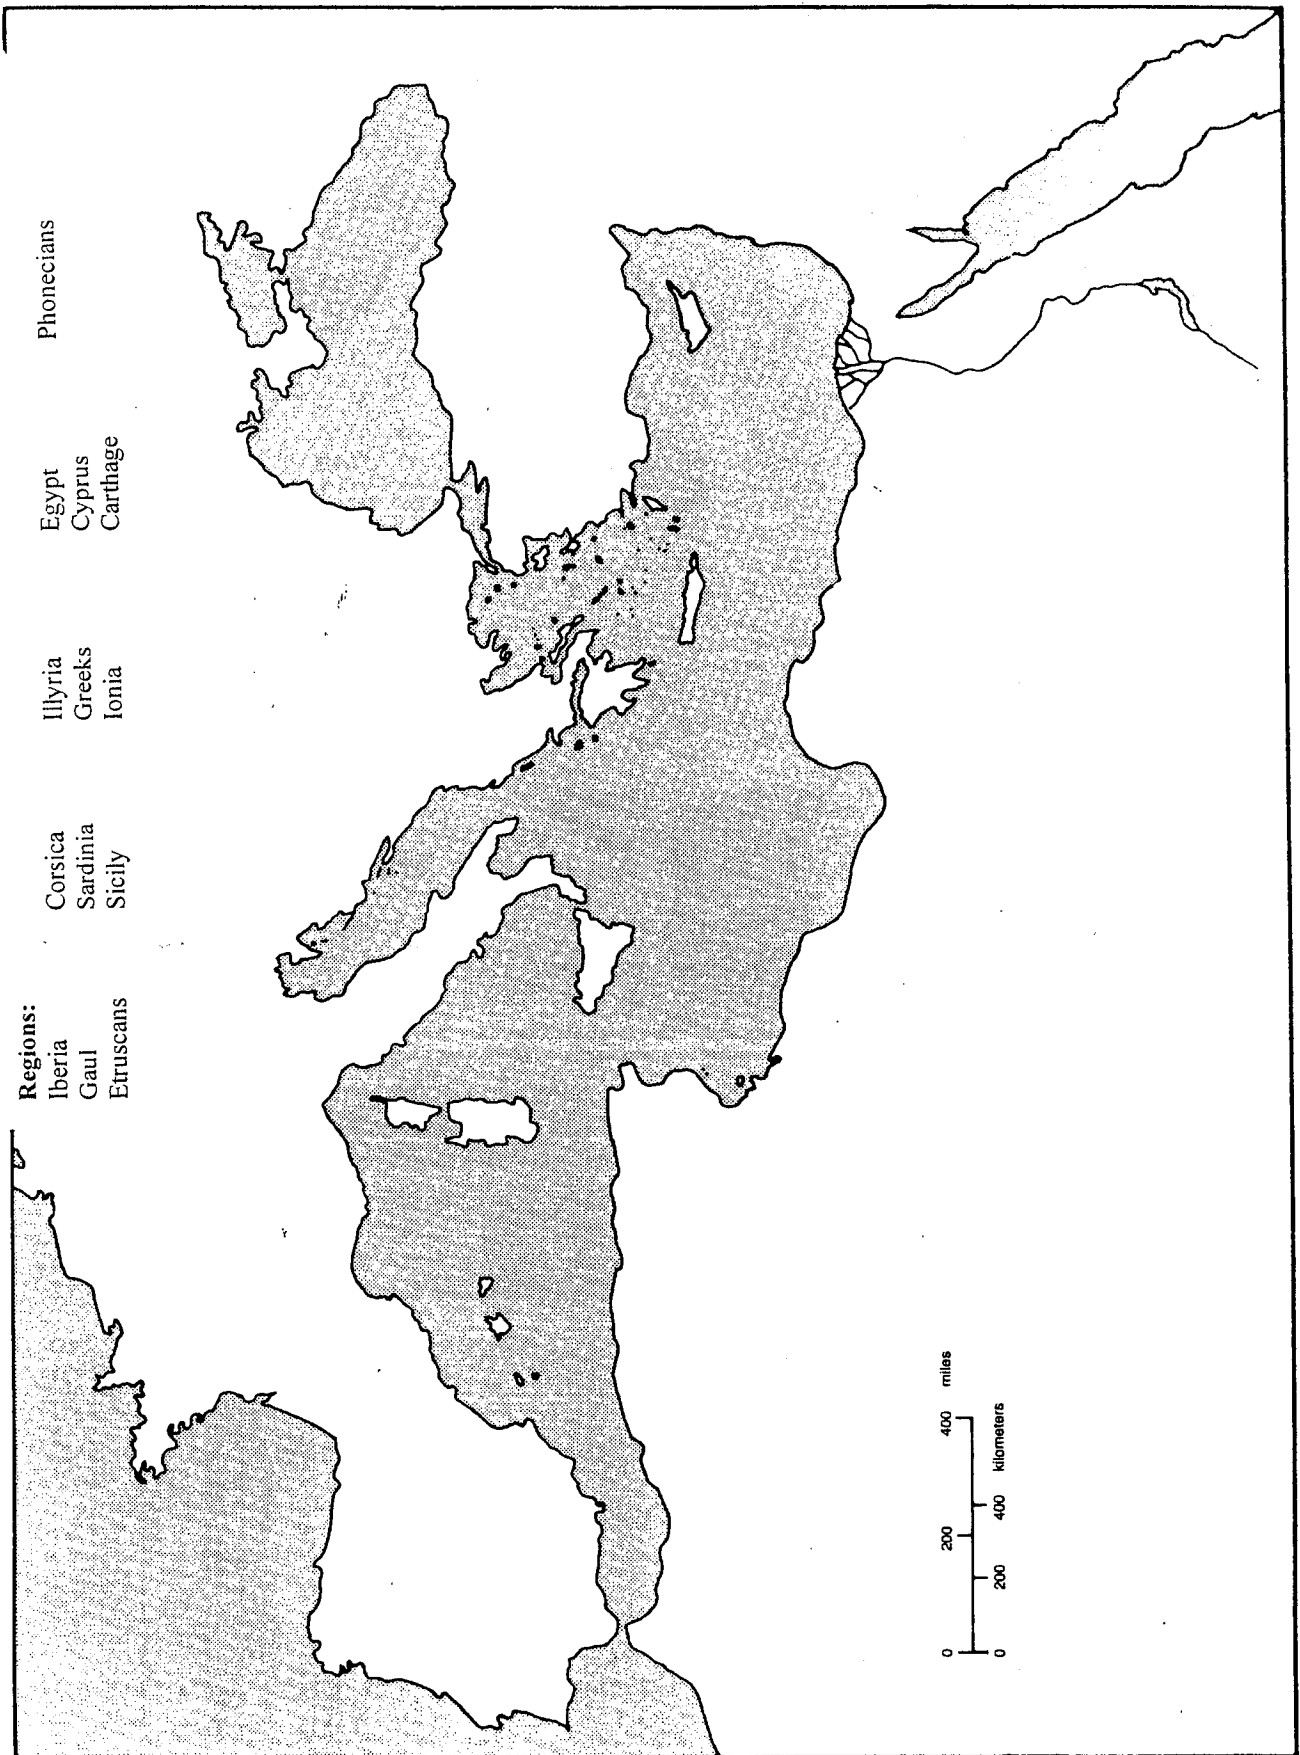 Regions:
Iberia
Gaul
Etruscans
Corsica
Sardinia
Sicily
Illyria
Greeks
Ionia
Egypt
Cyprus
Carthage
Phonecians
0 200 400 miles
0 200 400 kilometers